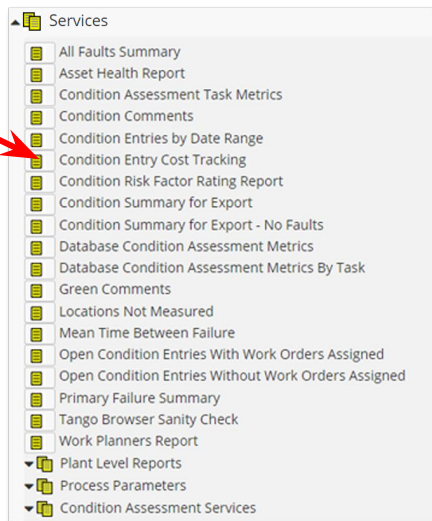 Services
All Faults Summary
Asset Health Report
Condition Assessment Task Metrics
Condition Comments
Condition Entries by Date Range
Condition Entry Cost Tracking
Condition Risk Factor Rating Report
Condition Summary for Export
Condition Summary for Export - No Faults
Database Condition Assessment Metrics
Database Condition Assessment Metrics By Task
Green Comments
Locations Not Measured
Mean Time Between Failure
Open Condition Entries With Work Orders Assigned
Open Condition Entries Without Work Orders Assigned
Primary Failure Summary
Tango Browser Sanity Check
Work Planners Report
Plant Level Reports
Process Parameters
Condition Assessment Services